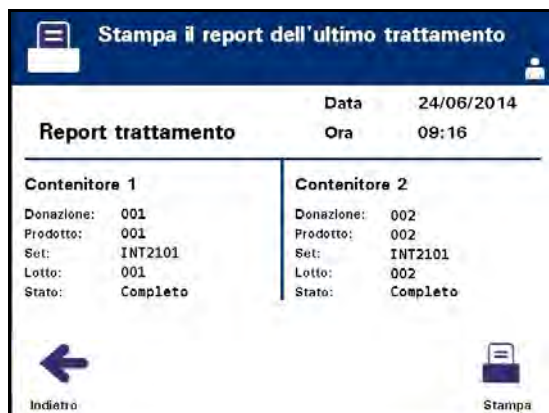 Stampa il report dell'ultimo trattamento
Data 24/06/2014
Report trattamento Ora 09:16
Contenitore 1
Donazione: 001
Prodotto: 001
Set: INT2101
Lotto: 001
Stato: Completo
Contenitore 2
Donazione: 002
Prodotto: 002
Set: INT2101
Lotto: 002
Stato: Completo
Indietro
Stampa